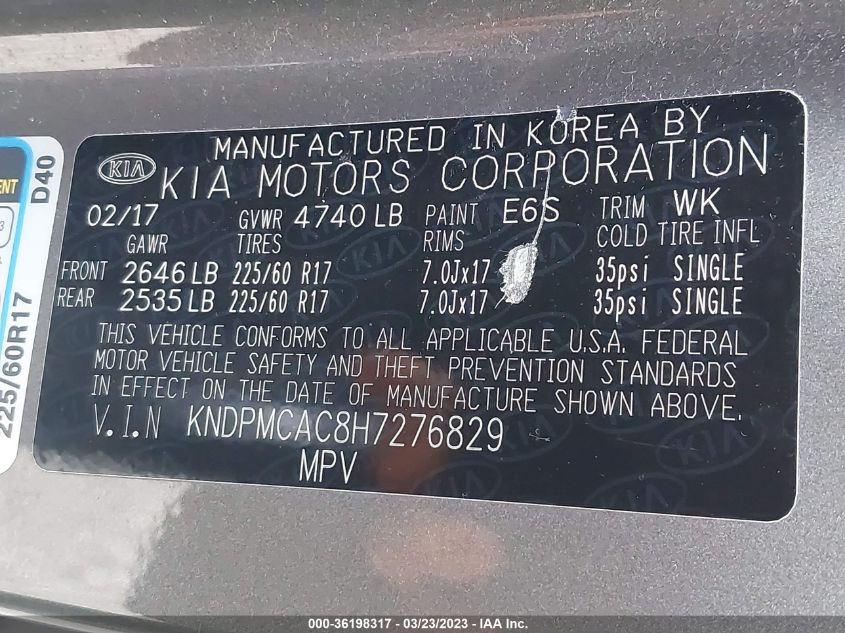 MANUFACTURED IN KOREA BY
KIA KIA MOTORS CORPORATION
02/17 GVWR 4740 LB PAINT E6S TRIM WK
GAWR TIRES RIMS COLD TIRE INFL
FRONT 2646 LB 225/60 R17 7.0Jx17 35psi SINGLE
REAR 2535 LB 225/60 R17 7.0Jx17 35psi SINGLE
THIS VEHICLE CONFORMS TO ALL APPLICABLE U.S.A. FEDERAL
MOTOR VEHICLE SAFETY AND THEFT PREVENTION STANDARDS
IN EFFECT ON THE DATE OF MANUFACTURE SHOWN ABOVE.
V.I.N KNDPMCAC8H7276829
MPV
D40
225/60R17
000-36198317 - 03/23/2023 - IAA Inc.